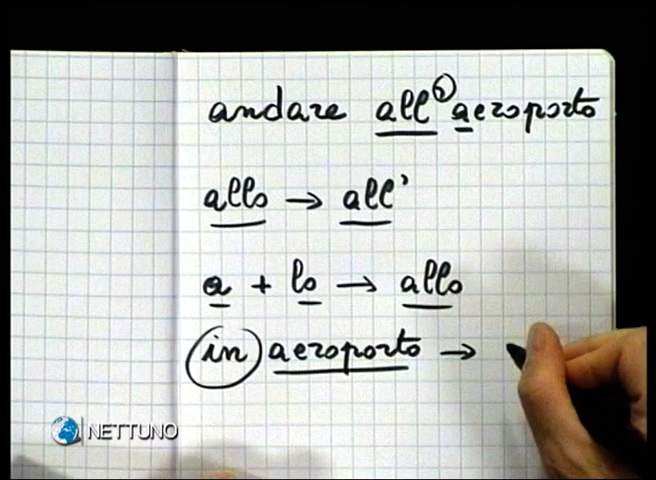 andare all'aeroporto
allo → all'
a + lo → allo
in aeroporto →
NETTUNO